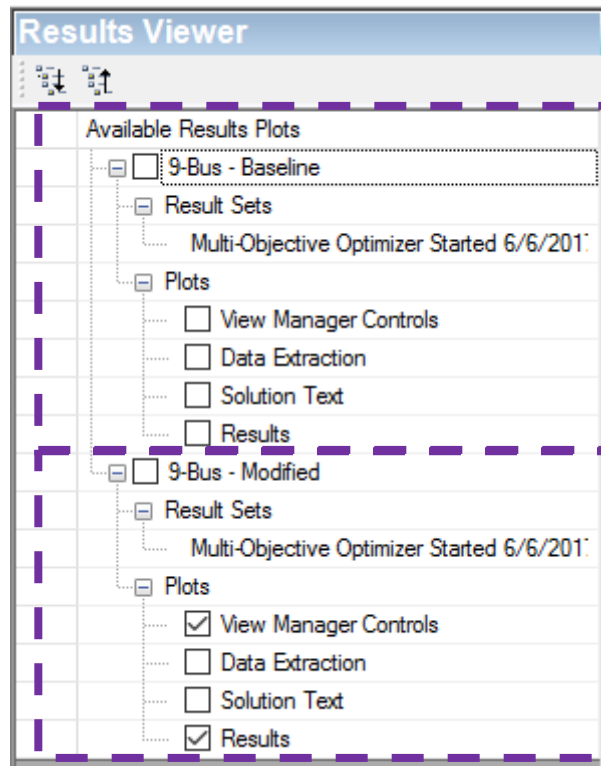 Results Viewer
Available Results Plots
9-Bus - Baseline
Result Sets
Multi-Objective Optimizer Started 6/6/201
Plots
View Manager Controls
Data Extraction
Solution Text
Results
9-Bus - Modified
Result Sets
Multi-Objective Optimizer Started 6/6/201
Plots
View Manager Controls
Data Extraction
Solution Text
Results